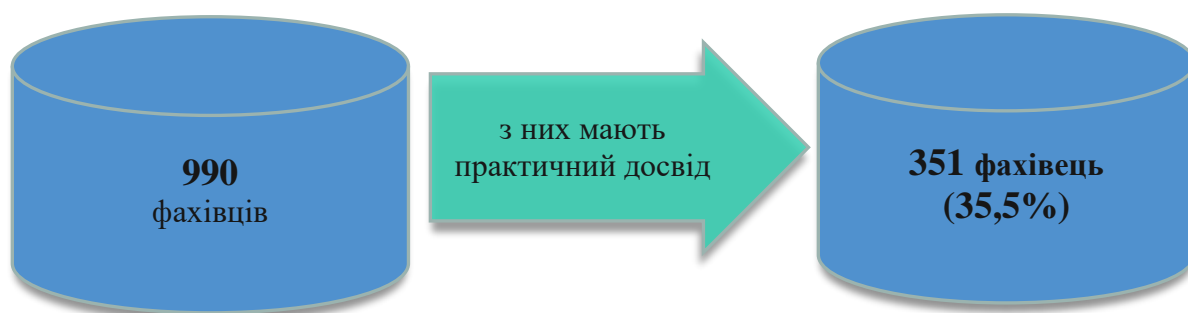 990
фахівців
з них мають
практичний досвід
351 фахівець
(35,5%)